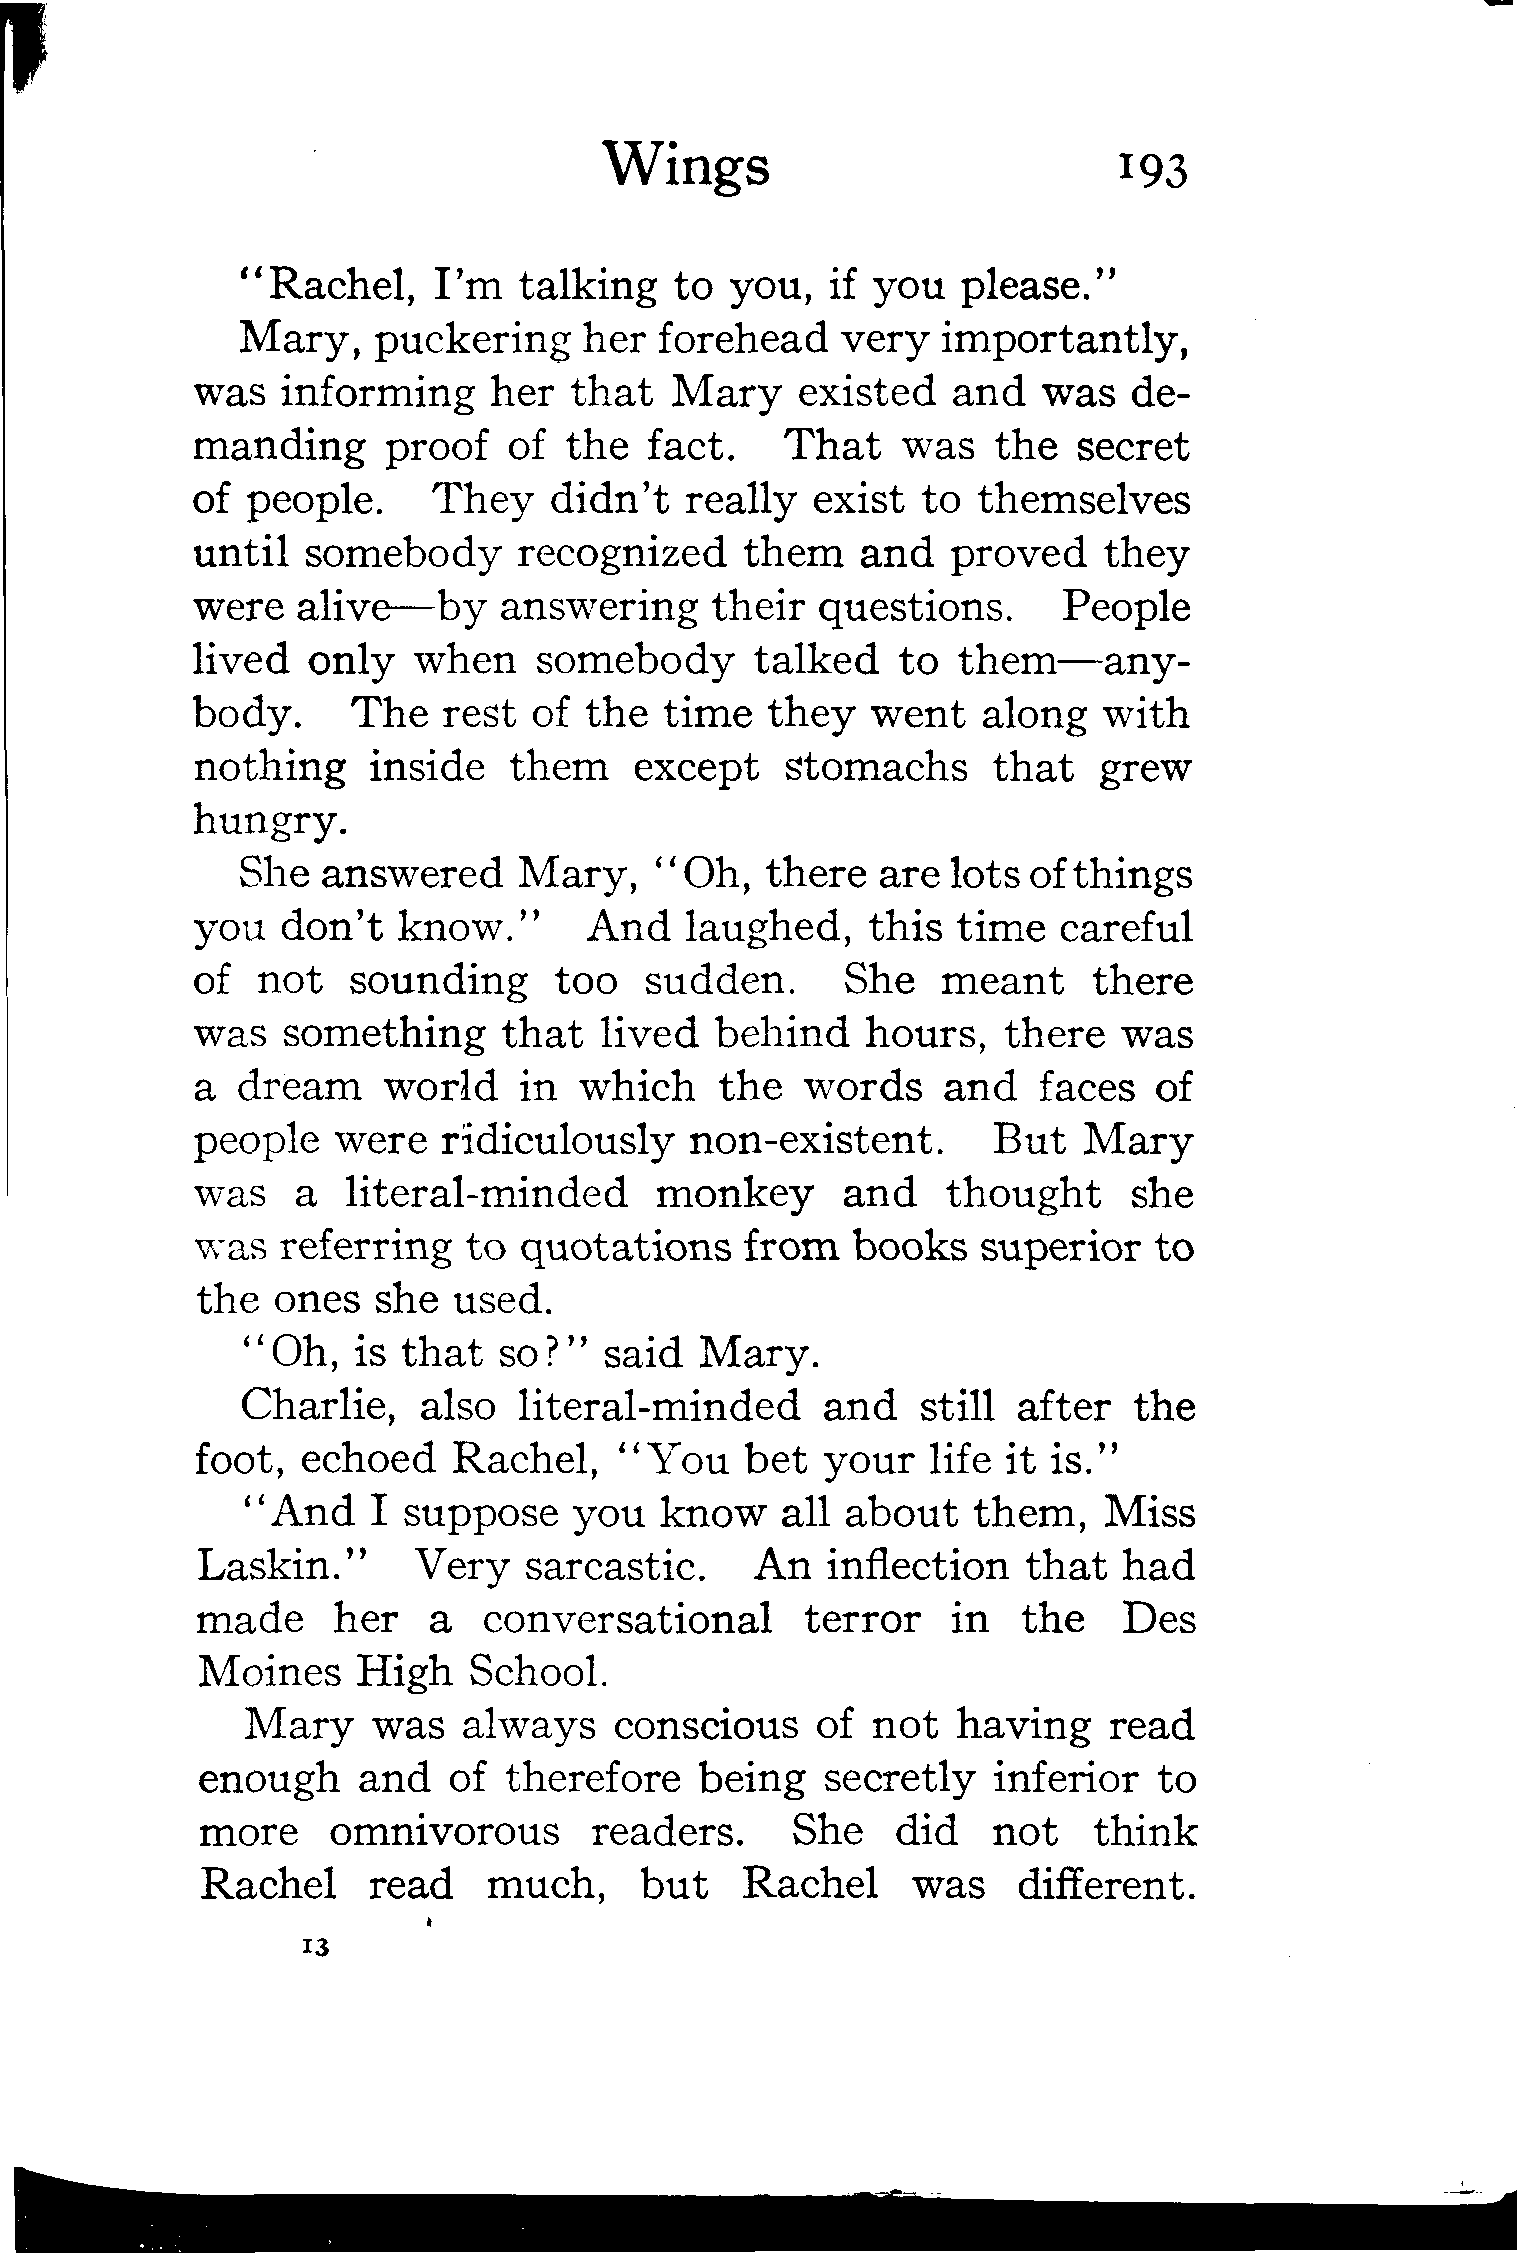 Wings 193
"Rachel, I'm talking to you, if you please."
Mary, puckering her forehead very importantly,
was informing her that Mary existed and was de-
manding proof of the fact. That was the secret
of people. They didn't really exist to themselves
until somebody recognized them and proved they
were alive—by answering their questions. People
lived only when somebody talked to them—any-
body. The rest of the time they went along with
nothing inside them except stomachs that grew
hungry.
She answered Mary, "Oh, there are lots of things
you don't know." And laughed, this time careful
of not sounding too sudden. She meant there
was something that lived behind hours, there was
a dream world in which the words and faces of
people were ridiculously non-existent. But Mary
was a literal-minded monkey and thought she
was referring to quotations from books superior to
the ones she used.
"Oh, is that so?" said Mary.
Charlie, also literal-minded and still after the
foot, echoed Rachel, "You bet your life it is."
"And I suppose you know all about them, Miss
Laskin." Very sarcastic. An inflection that had
made her a conversational terror in the Des
Moines High School.
Mary was always conscious of not having read
enough and of therefore being secretly inferior to
more omnivorous readers. She did not think
Rachel read much, but Rachel was different.
13